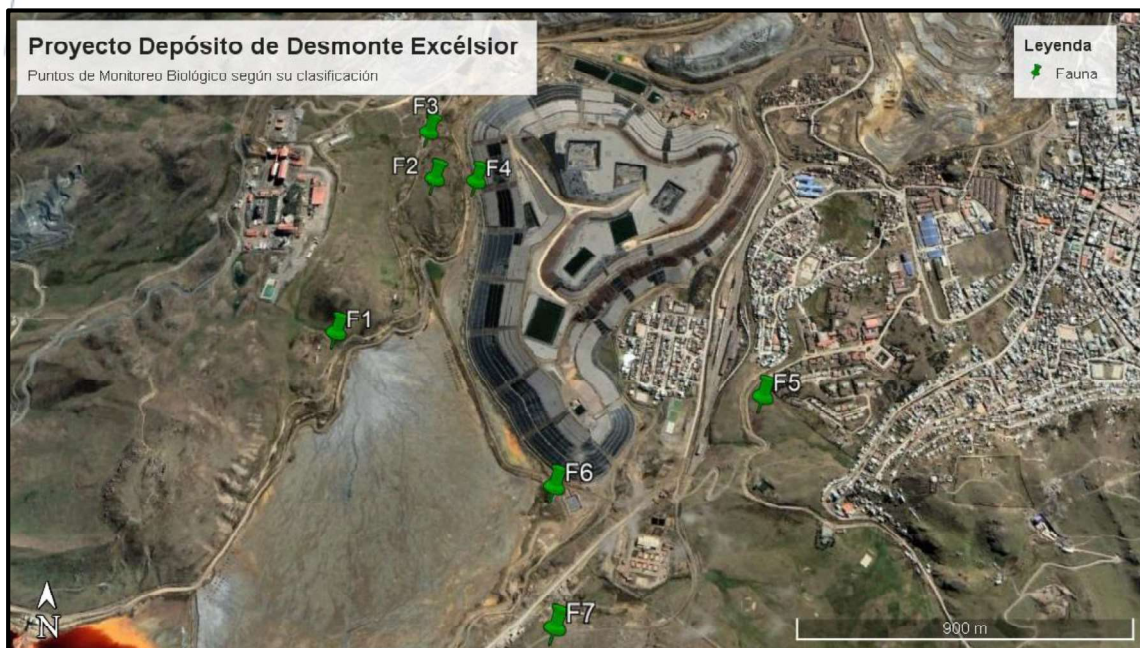 Proyecto Depósito de Desmonte Excélsior
Puntos de Monitoreo Biológico según su clasificación
Leyenda
Fauna
F3
F2
F4
F1
F5
F6
F7
N
900 m